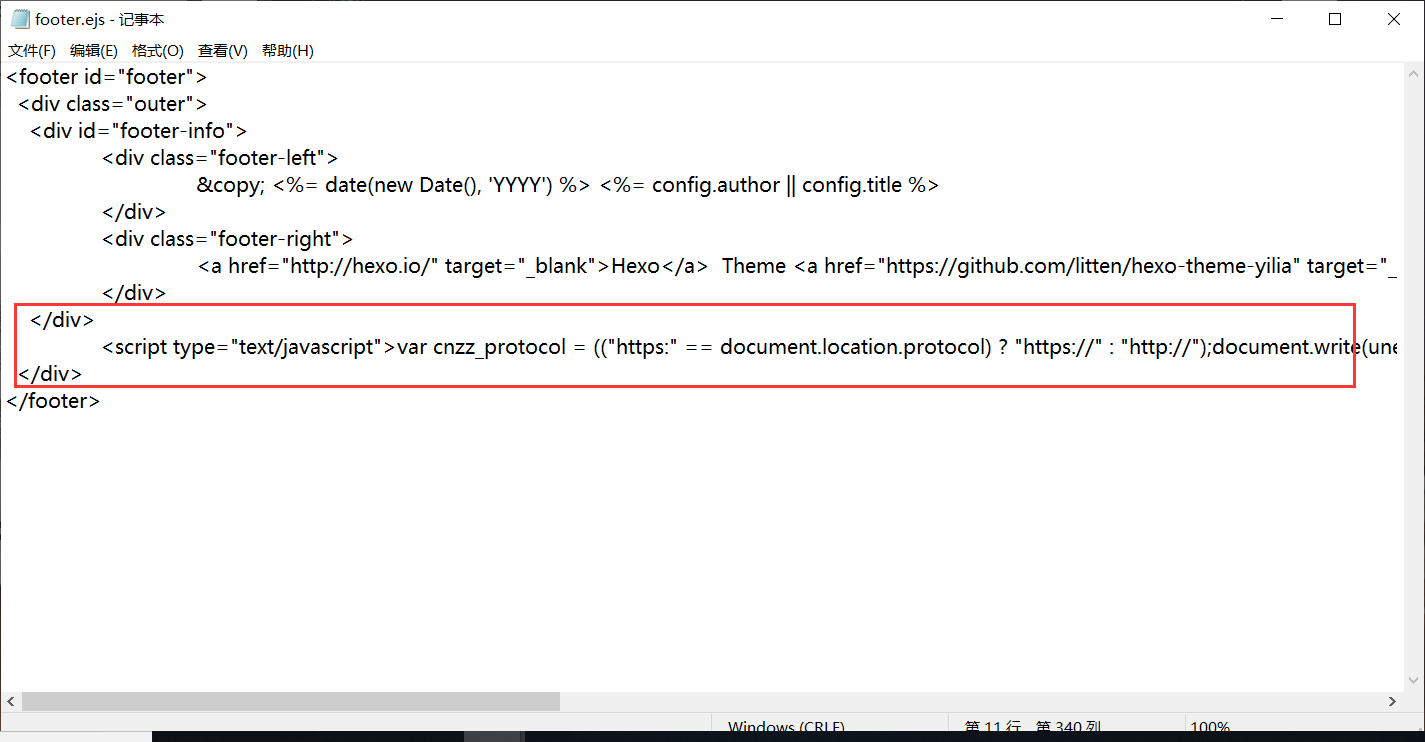 footer.ejs - 记事本
文件(F) 编辑(E) 格式(O) 查看(V) 帮助(H)
<footer id="footer">
<div class="outer">
<div id="footer-info">
<div class="footer-left">
&copy; <%= date(new Date(), 'YYYY') %> <%= config.author || config.title %>
</div>
<div class="footer-right">
<a href="http://hexo.io/" target="_blank">Hexo</a> Theme <a href="https://github.com/litten/hexo-theme-yilia" target="_
</div>
</div>
<script type="text/javascript">var cnzz_protocol = (("https:" == document.location.protocol) ? "https://" : "http://");document.write(une
</div>
</footer>
Windows (CRLF) 第 11 行，第 340 列 100%